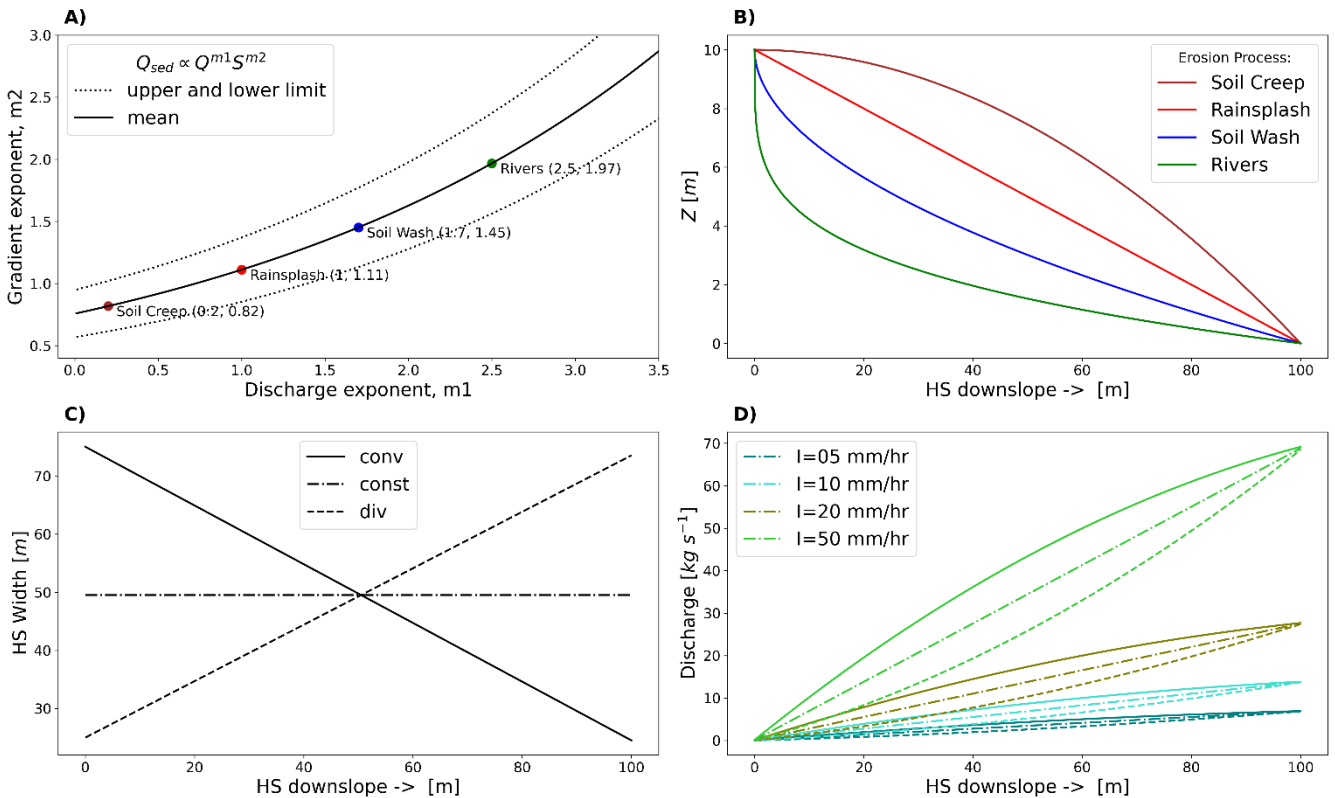 A)
Q_sed ∝ Q^m1 S^m2
upper and lower limit
mean
3.0
2.5
2.0
1.5
1.0
0.5
Gradient exponent, m2
Rivers (2.5, 1.97)
Soil Wash (1.7, 1.45)
Rainsplash (1, 1.11)
Soil Creep (0.2, 0.82)
0.0 0.5 1.0 1.5 2.0 2.5 3.0 3.5
Discharge exponent, m1
B)
Erosion Process:
Soil Creep
Rainsplash
Soil Wash
Rivers
10
8
6
4
2
0
Z [m]
0 20 40 60 80 100
HS downslope -> [m]
C)
conv
const
div
70
60
50
40
30
HS Width [m]
0 20 40 60 80 100
HS downslope -> [m]
D)
I=05 mm/hr
I=10 mm/hr
I=20 mm/hr
I=50 mm/hr
70
60
50
40
30
20
10
0
Discharge [kg s⁻¹]
0 20 40 60 80 100
HS downslope -> [m]